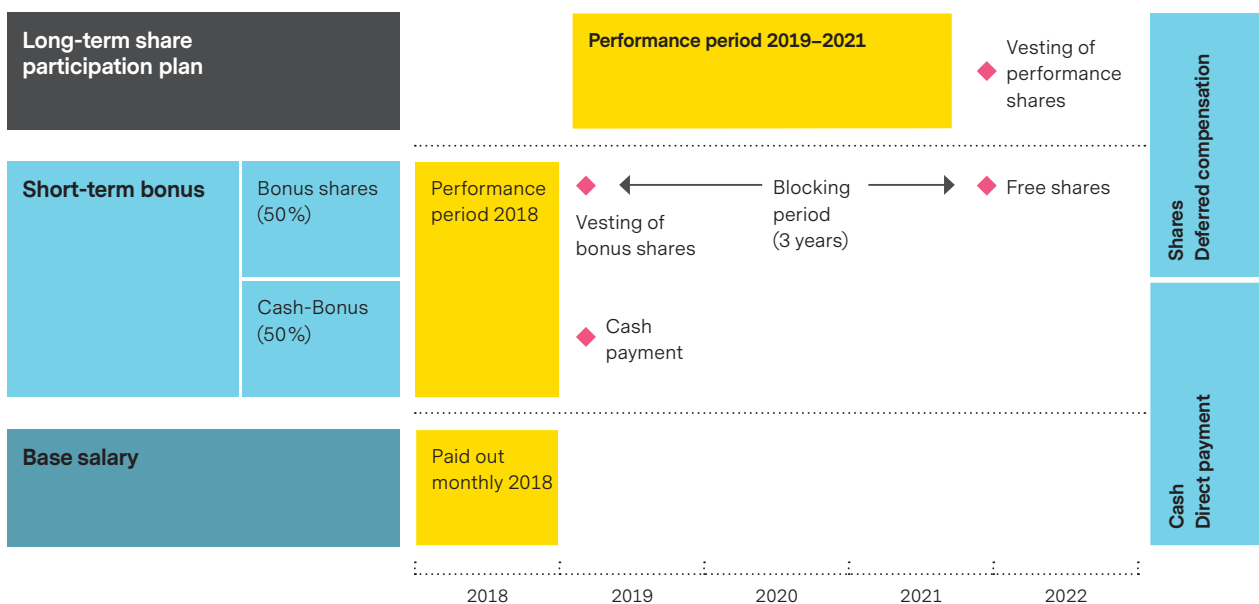 Long-term share
participation plan
Performance period 2019–2021
Vesting of
performance
shares
Shares
Deferred compensation
Short-term bonus
Bonus shares
(50%)
Performance
period 2018
Vesting of
bonus shares
Blocking
period
(3 years)
Free shares
Cash-Bonus
(50%)
Cash
payment
Cash
Direct payment
Base salary
Paid out
monthly 2018
2018
2019
2020
2021
2022